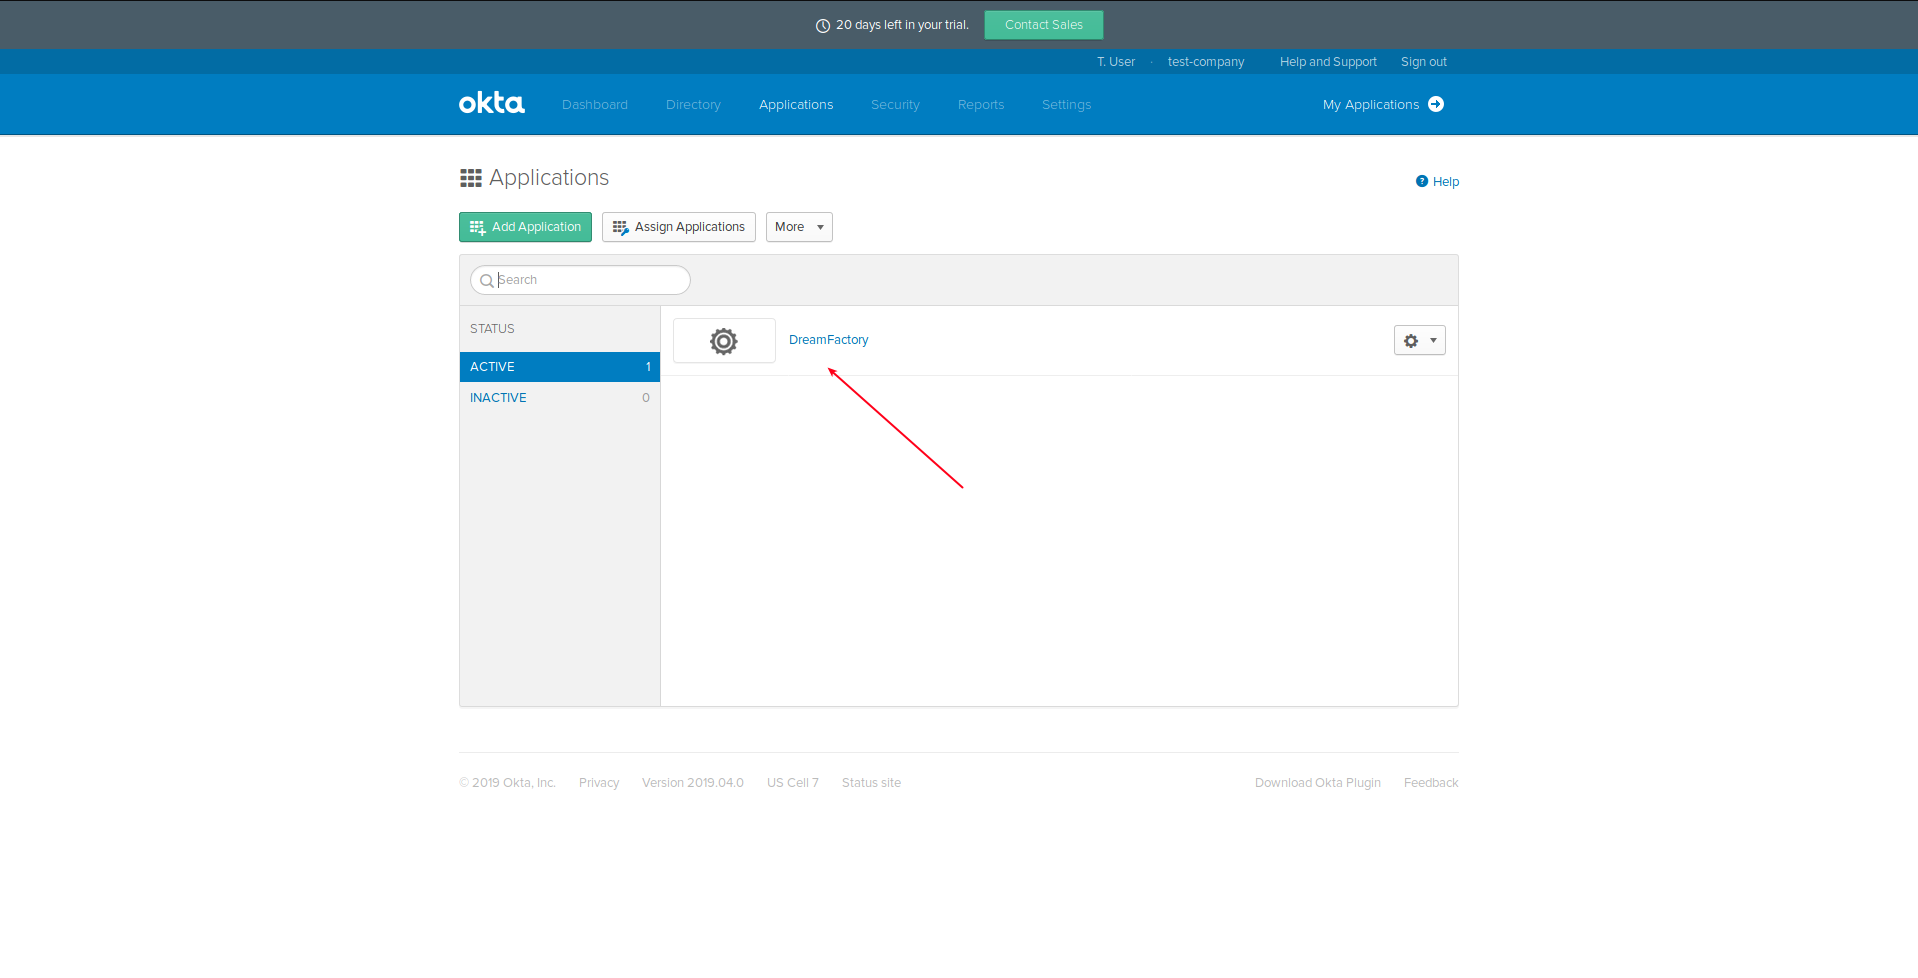 20 days left in your trial. Contact Sales
T. User · test-company Help and Support Sign out
okta Dashboard Directory Applications Security Reports Settings My Applications
Applications
Help
Add Application Assign Applications More
Search
STATUS
DreamFactory
ACTIVE 1
INACTIVE 0
© 2019 Okta, Inc. Privacy Version 2019.04.0 US Cell 7 Status site Download Okta Plugin Feedback